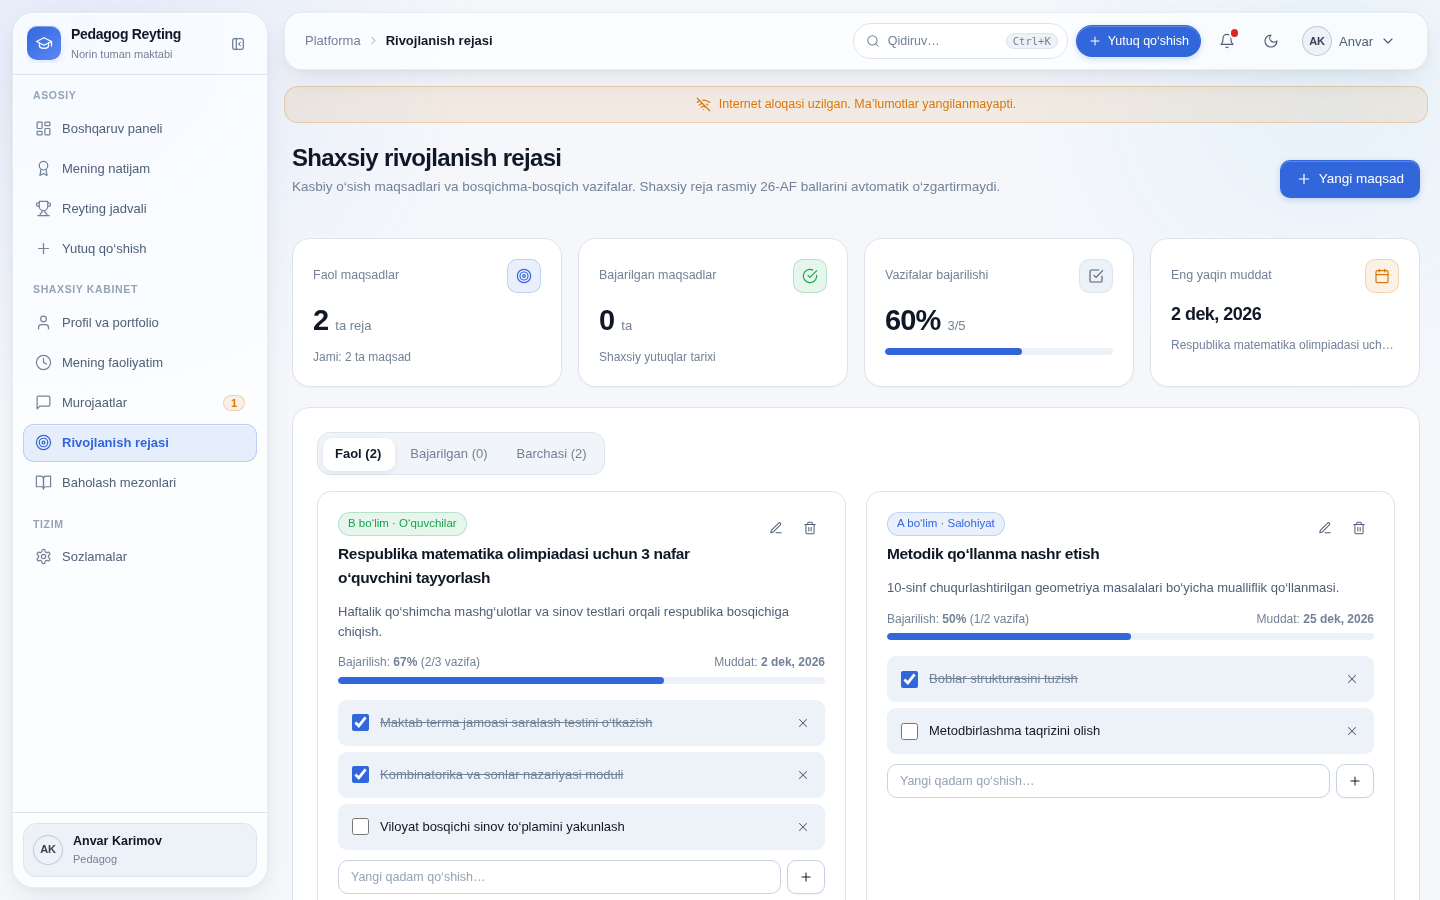 Pedagog Reyting
Norin tuman maktabi
ASOSIY
Boshqaruv paneli
Mening natijam
Reyting jadvali
Yutuq qo‘shish
SHAXSIY KABINET
Profil va portfolio
Mening faoliyatim
Murojaatlar 1
Rivojlanish rejasi
Baholash mezonlari
TIZIM
Sozlamalar
AK Anvar Karimov
Pedagog
Platforma Rivojlanish rejasi
Qidiruv… Ctrl+K
Yutuq qo‘shish
AK Anvar
Internet aloqasi uzilgan. Ma’lumotlar yangilanmayapti.
Shaxsiy rivojlanish rejasi
Kasbiy o‘sish maqsadlari va bosqichma-bosqich vazifalar. Shaxsiy reja rasmiy 26-AF ballarini avtomatik o‘zgartirmaydi.
Yangi maqsad
Faol maqsadlar
2 ta reja
Jami: 2 ta maqsad
Bajarilgan maqsadlar
0 ta
Shaxsiy yutuqlar tarixi
Vazifalar bajarilishi
60% 3/5
Eng yaqin muddat
2 dek, 2026
Respublika matematika olimpiadasi uch…
Faol (2) Bajarilgan (0) Barchasi (2)
B bo‘lim · O‘quvchilar
Respublika matematika olimpiadasi uchun 3 nafar
o‘quvchini tayyorlash
Haftalik qo‘shimcha mashg‘ulotlar va sinov testlari orqali respublika bosqichiga
chiqish.
Bajarilish: 67% (2/3 vazifa) Muddat: 2 dek, 2026
Maktab terma jamoasi saralash testini o‘tkazish
Kombinatorika va sonlar nazariyasi moduli
Viloyat bosqichi sinov to‘plamini yakunlash
Yangi qadam qo‘shish…
A bo‘lim · Salohiyat
Metodik qo‘llanma nashr etish
10-sinf chuqurlashtirilgan geometriya masalalari bo‘yicha mualliflik qo‘llanmasi.
Bajarilish: 50% (1/2 vazifa) Muddat: 25 dek, 2026
Boblar strukturasini tuzish
Metodbirlashma taqrizini olish
Yangi qadam qo‘shish…